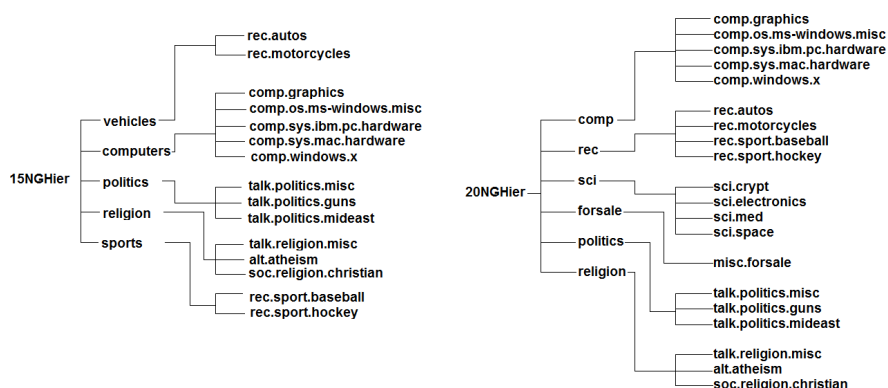 rec.autos
rec.motorcycles
vehicles
comp.graphics
comp.os.ms-windows.misc
comp.sys.ibm.pc.hardware
comp.sys.mac.hardware
comp.windows.x
computers
15NGHier
politics
talk.politics.misc
talk.politics.guns
talk.politics.mideast
religion
talk.religion.misc
alt.atheism
soc.religion.christian
sports
rec.sport.baseball
rec.sport.hockey
comp.graphics
comp.os.ms-windows.misc
comp.sys.ibm.pc.hardware
comp.sys.mac.hardware
comp.windows.x
comp
rec.autos
rec.motorcycles
rec.sport.baseball
rec.sport.hockey
rec
sci
sci.crypt
sci.electronics
sci.med
sci.space
20NGHier
forsale
misc.forsale
politics
talk.politics.misc
talk.politics.guns
talk.politics.mideast
religion
talk.religion.misc
alt.atheism
soc.religion.christian